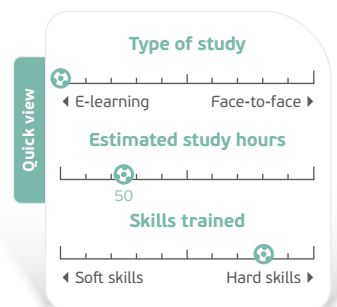 Quick view
Type of study
E-learning Face-to-face
Estimated study hours
50
Skills trained
Soft skills Hard skills